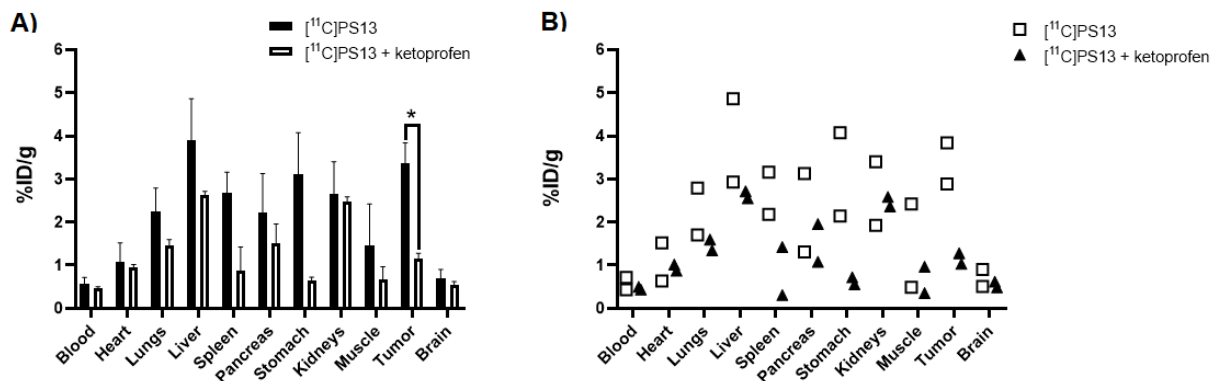 A)
[¹¹C]PS13
[¹¹C]PS13 + ketoprofen
%ID/g
6
5
4
3
2
1
0
*
Blood
Heart
Lungs
Liver
Spleen
Pancreas
Stomach
Kidneys
Muscle
Tumor
Brain
B)
[¹¹C]PS13
[¹¹C]PS13 + ketoprofen
%ID/g
6
5
4
3
2
1
0
Blood
Heart
Lungs
Liver
Spleen
Pancreas
Stomach
Kidneys
Muscle
Tumor
Brain